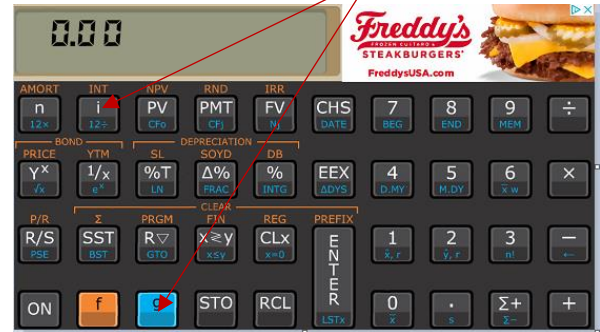 0.00
Freddy's
FROZEN CUSTARD &
STEAKBURGERS
FreddysUSA.com
AMORT INT NPV RND IRR
n i PV PMT FV CHS 7 8 9 ÷
12× 12÷ CFo CFj Nj DATE BEG END MEM
BOND DEPRECIATION
PRICE YTM SL SOYD DB
Yˣ 1/x %T Δ% % EEX 4 5 6 ×
√x eˣ LN FRAC INTG ΔDYS D.MY M.DY x̄ w
CLEAR
P/R Σ PRGM FIN REG PREFIX
R/S SST R▽ x≷y CLx ENTER 1 2 3 −
PSE BST GTO x≤y x=0 x̂, r ŷ, r n! ←
ON f g STO RCL 0 . Σ+ +
LSTx x̄ s Σ−